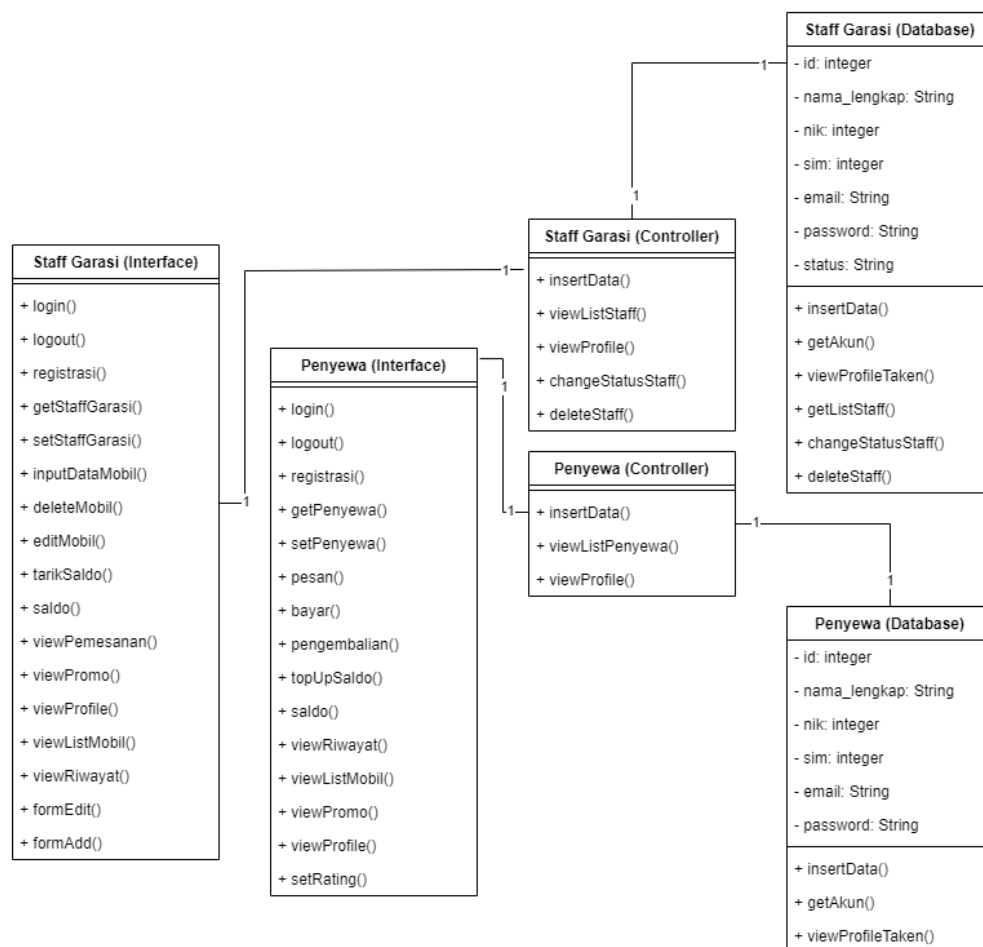 Staff Garasi (Database)
- id: integer
- nama_lengkap: String
- nik: integer
- sim: integer
- email: String
- password: String
- status: String
+ insertData()
+ getAkun()
+ viewProfileTaken()
+ getListStaff()
+ changeStatusStaff()
+ deleteStaff()
1
1
Staff Garasi (Controller)
+ insertData()
+ viewListStaff()
+ viewProfile()
+ changeStatusStaff()
+ deleteStaff()
1
1
Staff Garasi (Interface)
+ login()
+ logout()
+ registrasi()
+ getStaffGarasi()
+ setStaffGarasi()
+ inputDataMobil()
+ deleteMobil()
+ editMobil()
+ tarikSaldo()
+ saldo()
+ viewPemesanan()
+ viewPromo()
+ viewProfile()
+ viewListMobil()
+ viewRiwayat()
+ formEdit()
+ formAdd()
Penyewa (Interface)
+ login()
+ logout()
+ registrasi()
+ getPenyewa()
+ setPenyewa()
+ pesan()
+ bayar()
+ pengembalian()
+ topUpSaldo()
+ saldo()
+ viewRiwayat()
+ viewListMobil()
+ viewPromo()
+ viewProfile()
+ setRating()
1
1
Penyewa (Controller)
+ insertData()
+ viewListPenyewa()
+ viewProfile()
1
1
Penyewa (Database)
- id: integer
- nama_lengkap: String
- nik: integer
- sim: integer
- email: String
- password: String
+ insertData()
+ getAkun()
+ viewProfileTaken()